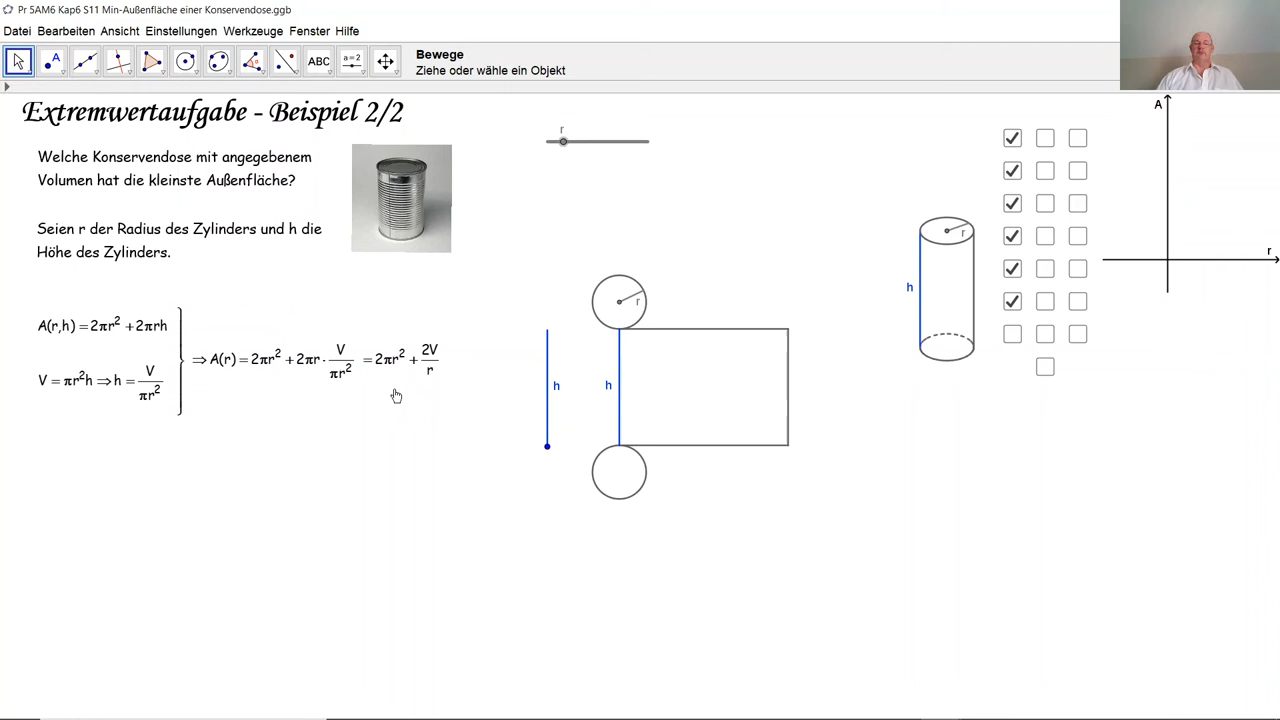 Pr 5AM6 Kap6 S11 Min-Außenfläche einer Konservendose.ggb
Datei Bearbeiten Ansicht Einstellungen Werkzeuge Fenster Hilfe
A
ABC
a=2
Bewege
Ziehe oder wähle ein Objekt
Extremwertaufgabe - Beispiel 2/2
Welche Konservendose mit angegebenem
Volumen hat die kleinste Außenfläche?
Seien r der Radius des Zylinders und h die
Höhe des Zylinders.
A(r,h) = 2πr² + 2πrh
V = πr²h ⇒ h = V/πr²
⇒ A(r) = 2πr² + 2πr · V/πr² = 2πr² + 2V/r
r
r
h
h
r
h
A
r